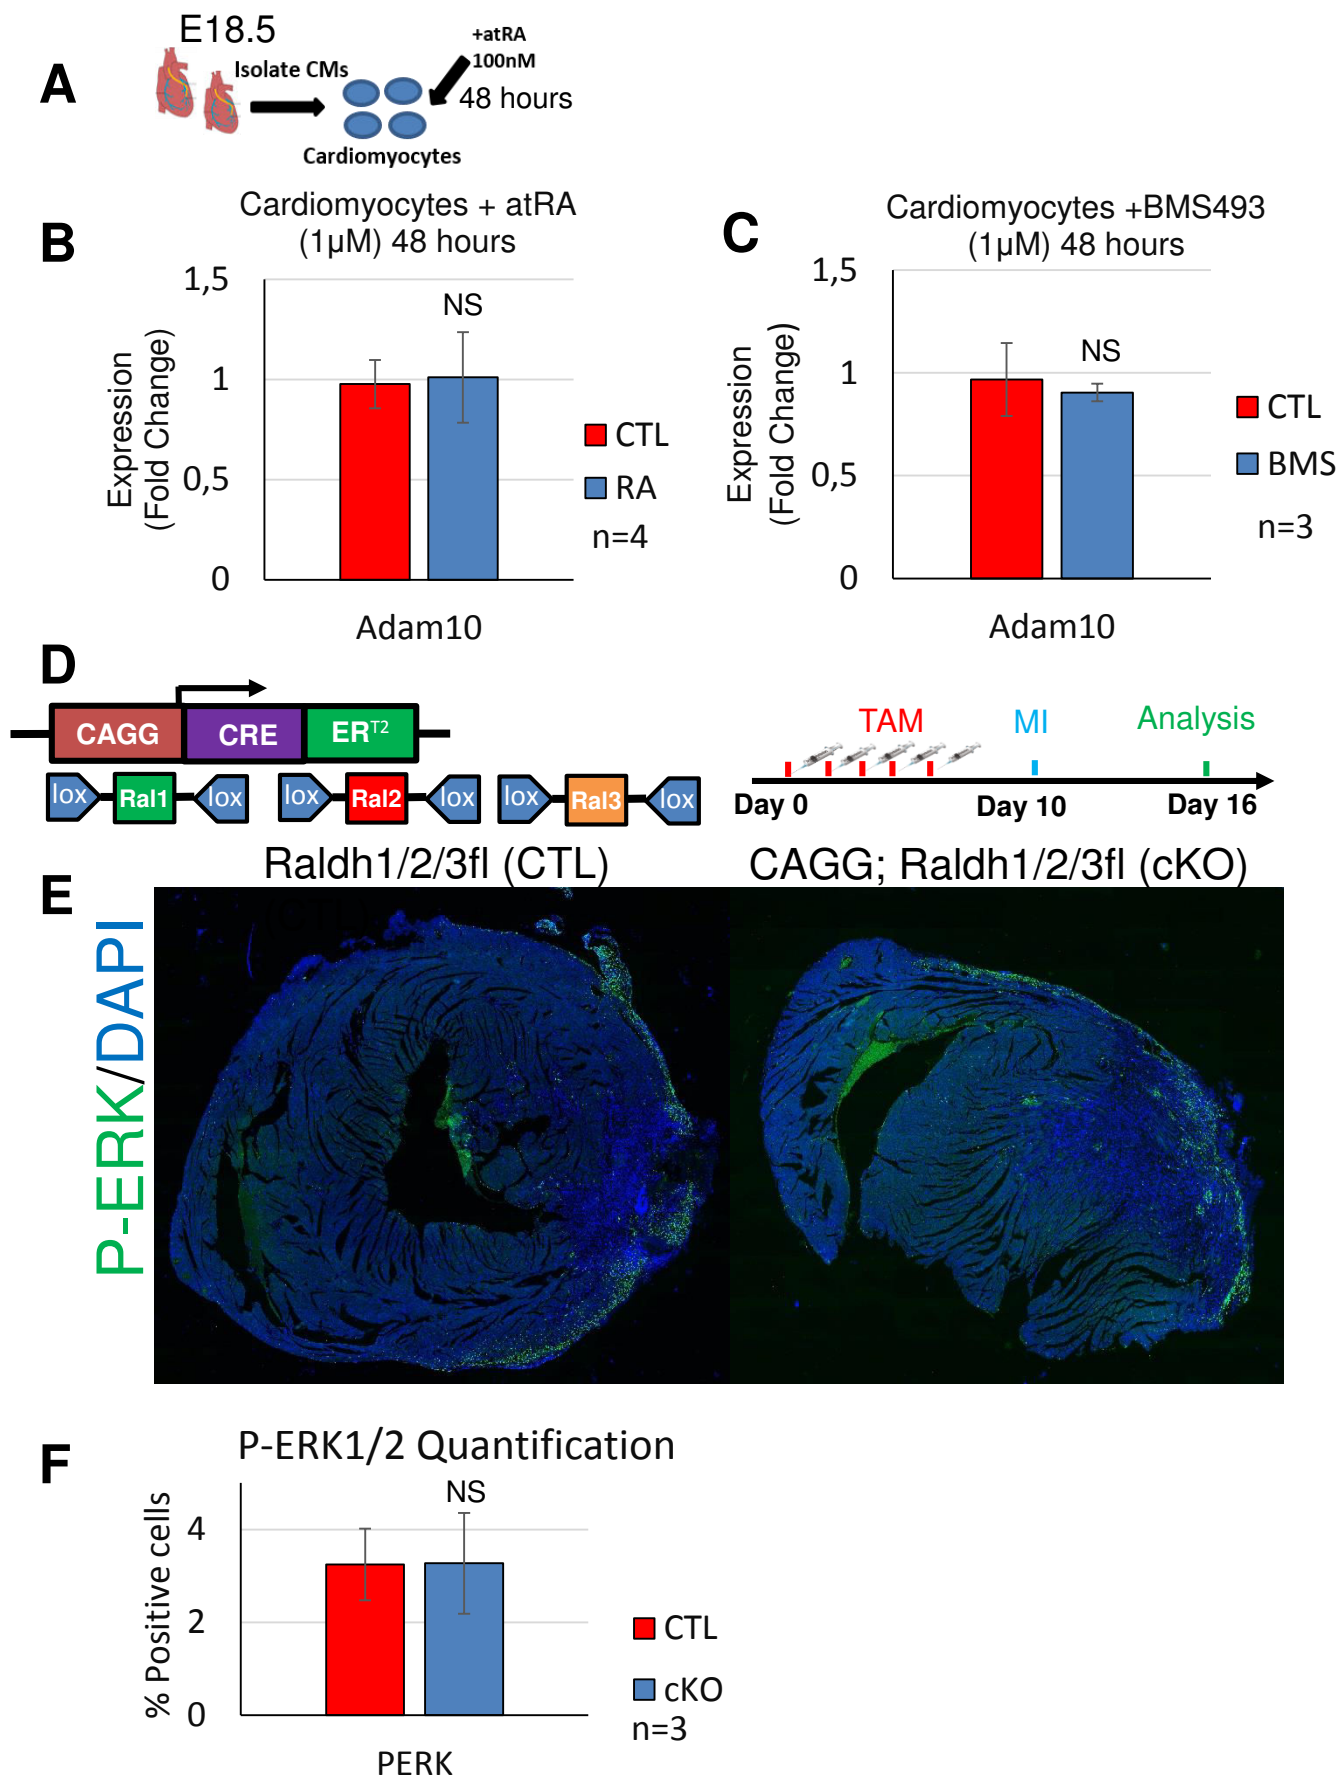 A
E18.5
Isolate CMs
+atRA
100nM
48 hours
Cardiomyocytes
B
Cardiomyocytes + atRA
(1µM) 48 hours
Expression
(Fold Change)
1,5
1
0,5
0
NS
CTL
RA
n=4
Adam10
C
Cardiomyocytes +BMS493
(1µM) 48 hours
Expression
(Fold Change)
1,5
1
0,5
0
NS
CTL
BMS
n=3
Adam10
D
CAGG CRE ERT2
lox Ral1 lox lox Ral2 lox lox Ral3 lox
TAM MI Analysis
Day 0 Day 10 Day 16
E
Raldh1/2/3fl (CTL)
CAGG; Raldh1/2/3fl (cKO)
P-ERK/DAPI
F
P-ERK1/2 Quantification
% Positive cells
4
2
0
NS
CTL
cKO
n=3
PERK